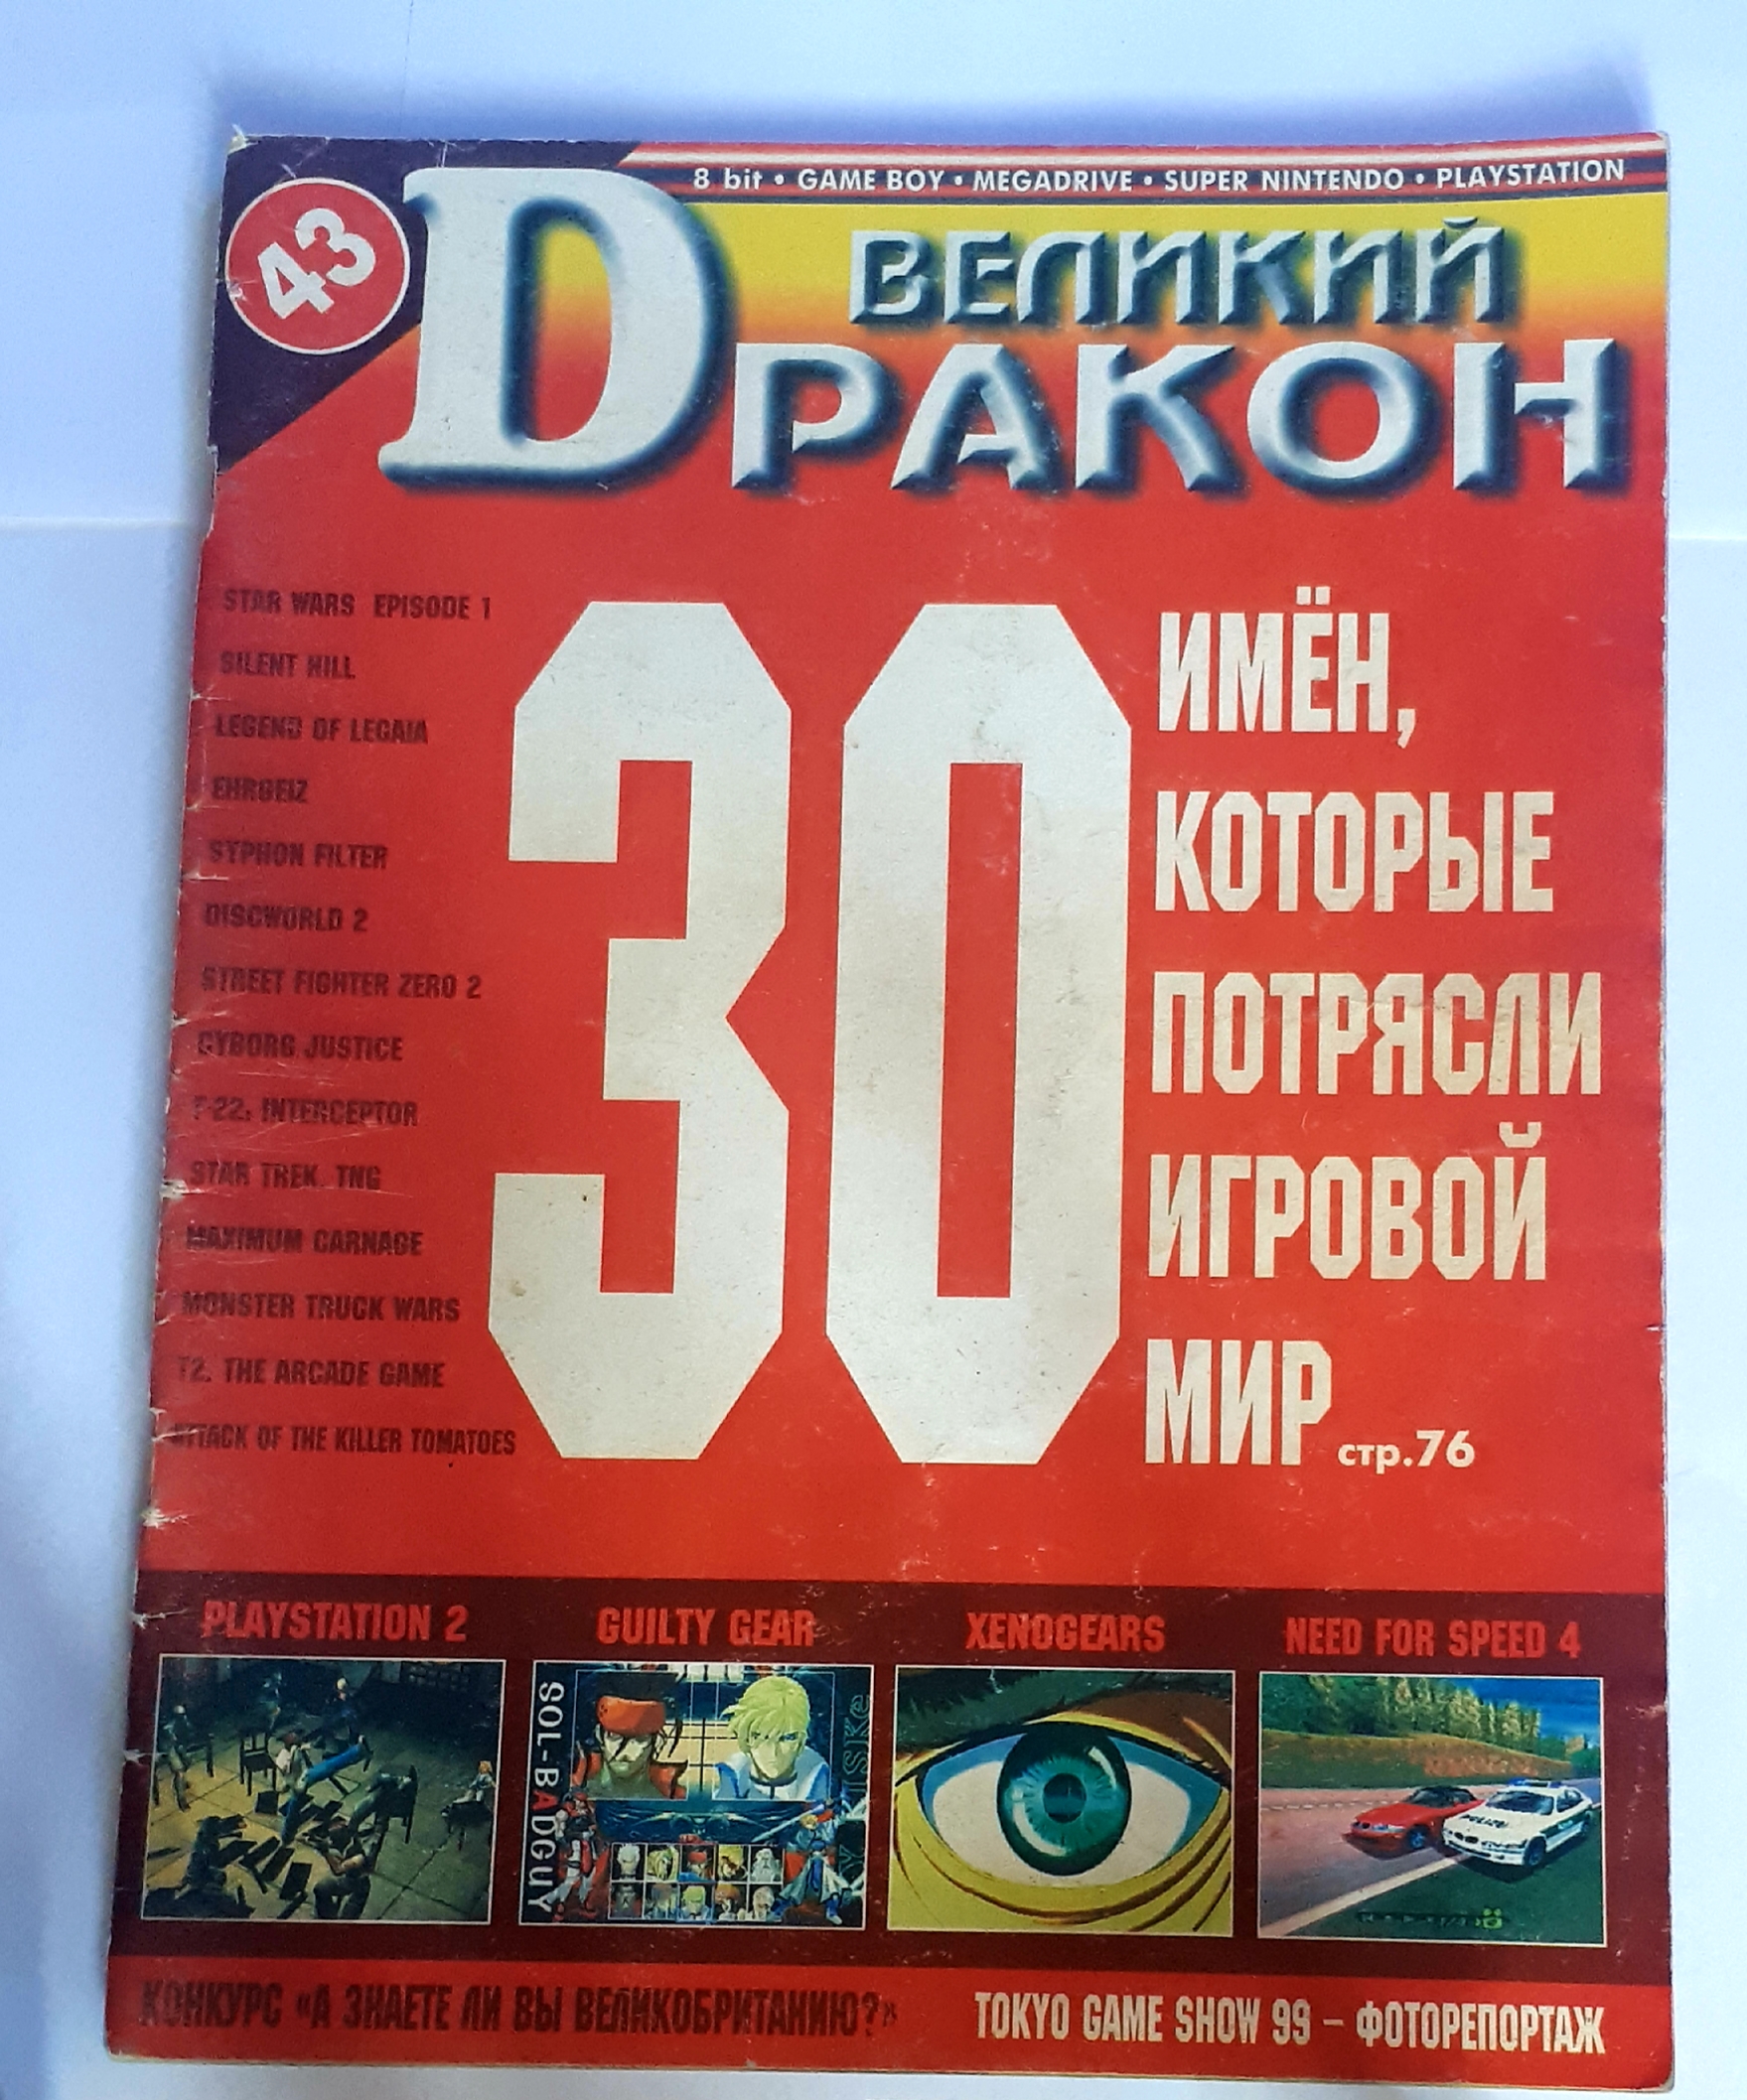 8 bit • GAME BOY • MEGADRIVE • SUPER NINTENDO • PLAYSTATION
43
ВЕЛИКИЙ
DРАКОН
STAR WARS EPISODE 1
SILENT HILL
LEGEND OF LEGAIA
EHRGEIZ
SYPHON FILTER
DISCWORLD 2
STREET FIGHTER ZERO 2
CYBORG JUSTICE
F-22: INTERCEPTOR
STAR TREK. TNG
MAXIMUM CARNAGE
MONSTER TRUCK WARS
T2. THE ARCADE GAME
ATTACK OF THE KILLER TOMATOES
30
ИМЁН,
КОТОРЫЕ
ПОТРЯСЛИ
ИГРОВОЙ
МИР стр.76
PLAYSTATION 2
GUILTY GEAR
XENOGEARS
NEED FOR SPEED 4
SOL-BADGUY
КОНКУРС «А ЗНАЕТЕ ЛИ ВЫ ВЕЛИКОБРИТАНИЮ?»
TOKYO GAME SHOW 99 – ФОТОРЕПОРТАЖ